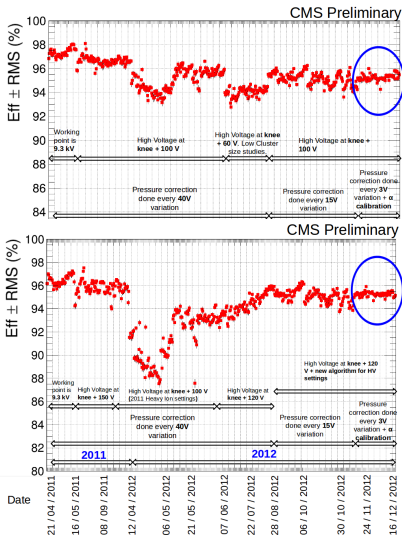 CMS Preliminary
Eff ± RMS (%)
100
98
96
94
92
90
88
86
84
Working
point is
9.3 kV
High Voltage at
knee + 100 V
High Voltage at knee
+ 60 V. Low Cluster
size studies.
High Voltage at knee +
100 V
Pressure correction
done every 40V
variation
Pressure correction
done every 15V
variation
Pressure
correction done
every 3V
variation + α
calibration
CMS Preliminary
Eff ± RMS (%)
100
98
96
94
92
90
88
86
84
82
80
Working
point is
9.3 kV
High Voltage at
knee + 150 V
High Voltage at knee + 100 V
(2011 Heavy Ion settings)
High Voltage at
knee + 120 V
High Voltage at knee + 120
V + new algorithm for HV
settings
Pressure correction
done every 40V
variation
Pressure correction
done every 15V
variation
Pressure
correction done
every 3V
variation + α
calibration
2011
2012
Date
21 / 04 / 2011
16 / 05 / 2011
08 / 09 / 2011
12 / 04 / 2012
21 / 05 / 2012
07 / 06 / 2012
22 / 07 / 2012
28 / 08 / 2012
06 / 10 / 2012
30 / 10 / 2012
24 / 11 / 2012
16 / 12 / 2012